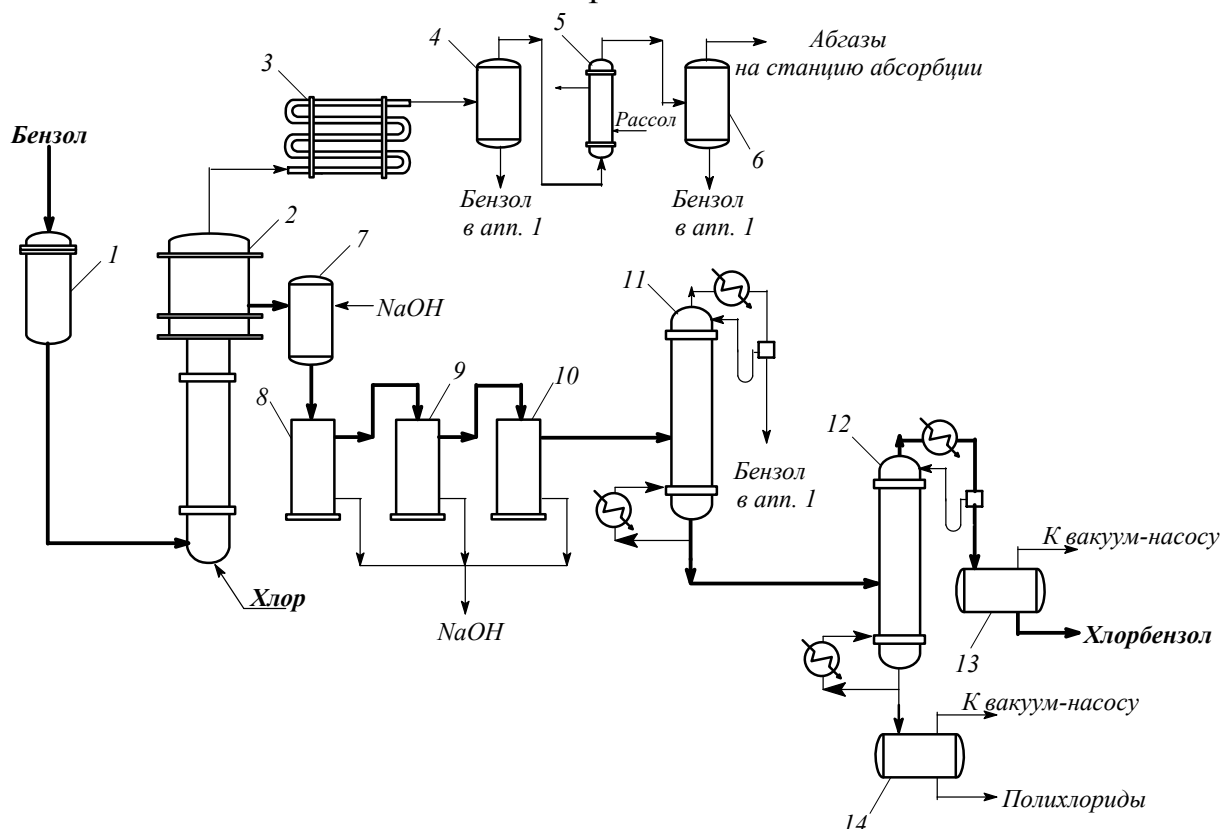 4
5
Абгазы
на станцию абсорбции
3
Рассол
6
Бензол
Бензол
в апп. 1
Бензол
в апп. 1
2
1
7
NaOH
11
8
9
10
12
Бензол
в апп. 1
К вакуум-насосу
Хлор
NaOH
Хлорбензол
13
К вакуум-насосу
Полихлориды
14